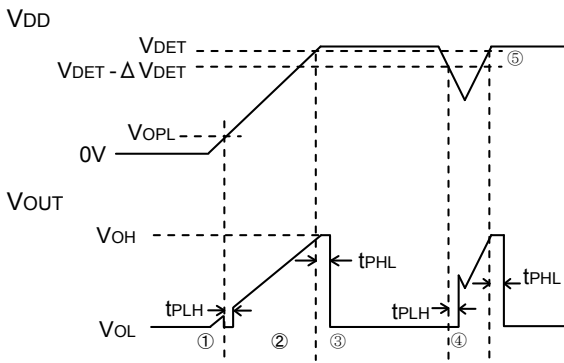 VDD
VDET
VDET - ΔVDET
⑤
VOPL
0V
VOUT
VOH
tPHL
tPLH
tPLH
tPHL
VOL
①
②
③
④